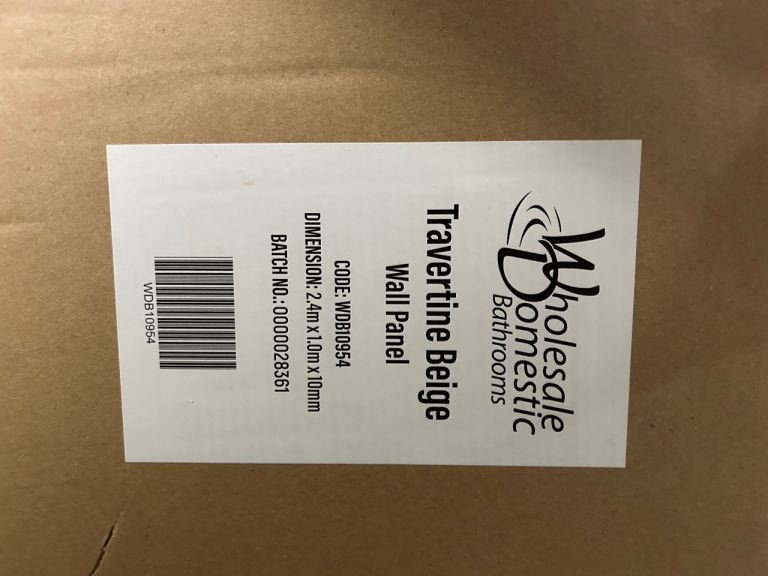 Wholesale
Domestic
Bathrooms
Travertine Beige
Wall Panel
CODE: WDB10954
DIMENSION: 2.4m x 1.0m x 10mm
BATCH NO.: 0000028361
WDB10954